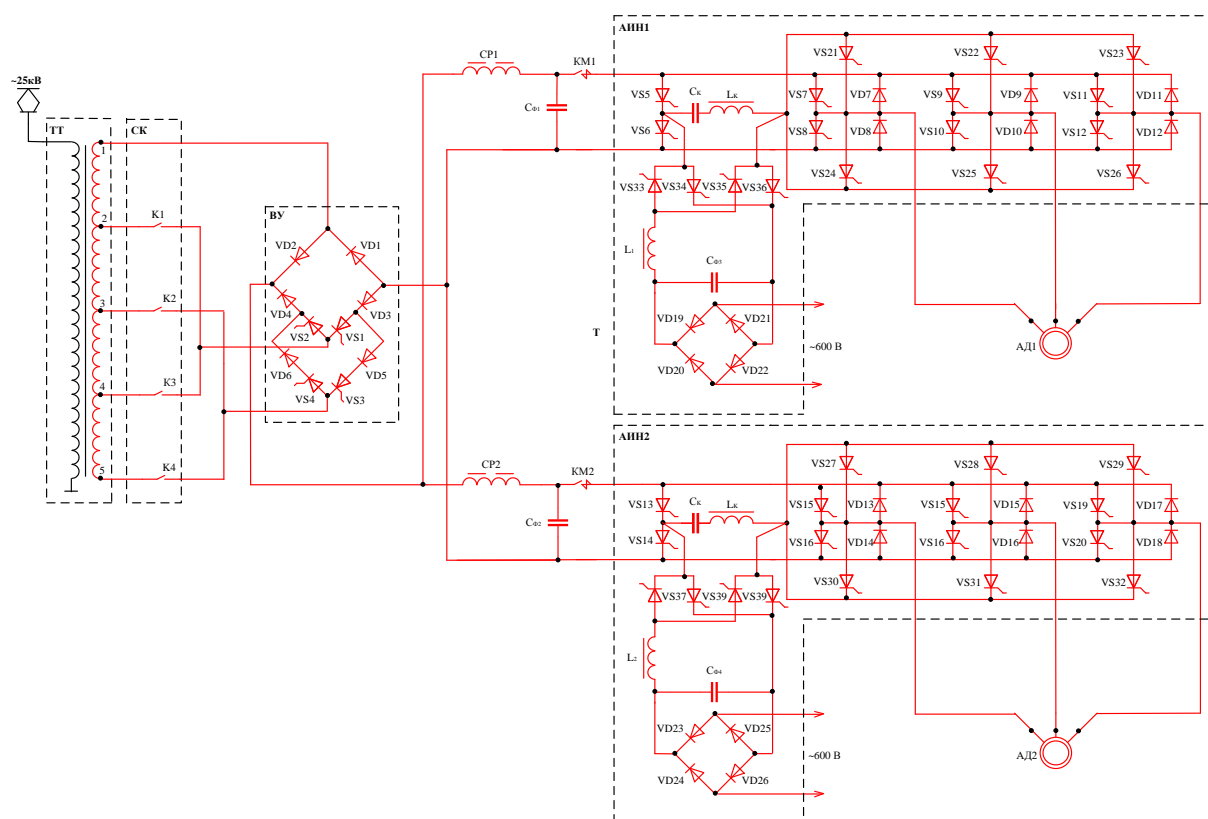 АИН1
~25кВ
ТТ
СК
1
2
3
4
5
К1
К2
К3
К4
ВУ
VD2
VD1
VD4
VD3
VS2
VS1
VD6
VD5
VS4
VS3
СР1
КМ1
СФ1
VS5
VS6
СК
LК
VS21
VS22
VS23
VS7
VD7
VS9
VD9
VS11
VD11
VS8
VD8
VS10
VD10
VS12
VD12
VS24
VS25
VS26
VS33
VS34
VS35
VS36
L1
СФ3
VD19
VD21
VD20
VD22
~600 В
Т
АД1
АИН2
СР2
КМ2
СФ2
VS13
VS14
СК
LК
VS27
VS28
VS29
VS15
VD13
VS15
VD15
VS19
VD17
VS16
VD14
VS16
VD16
VS20
VD18
VS30
VS31
VS32
VS37
VS39
VS39
L2
СФ4
VD23
VD25
VD24
VD26
~600 В
АД2